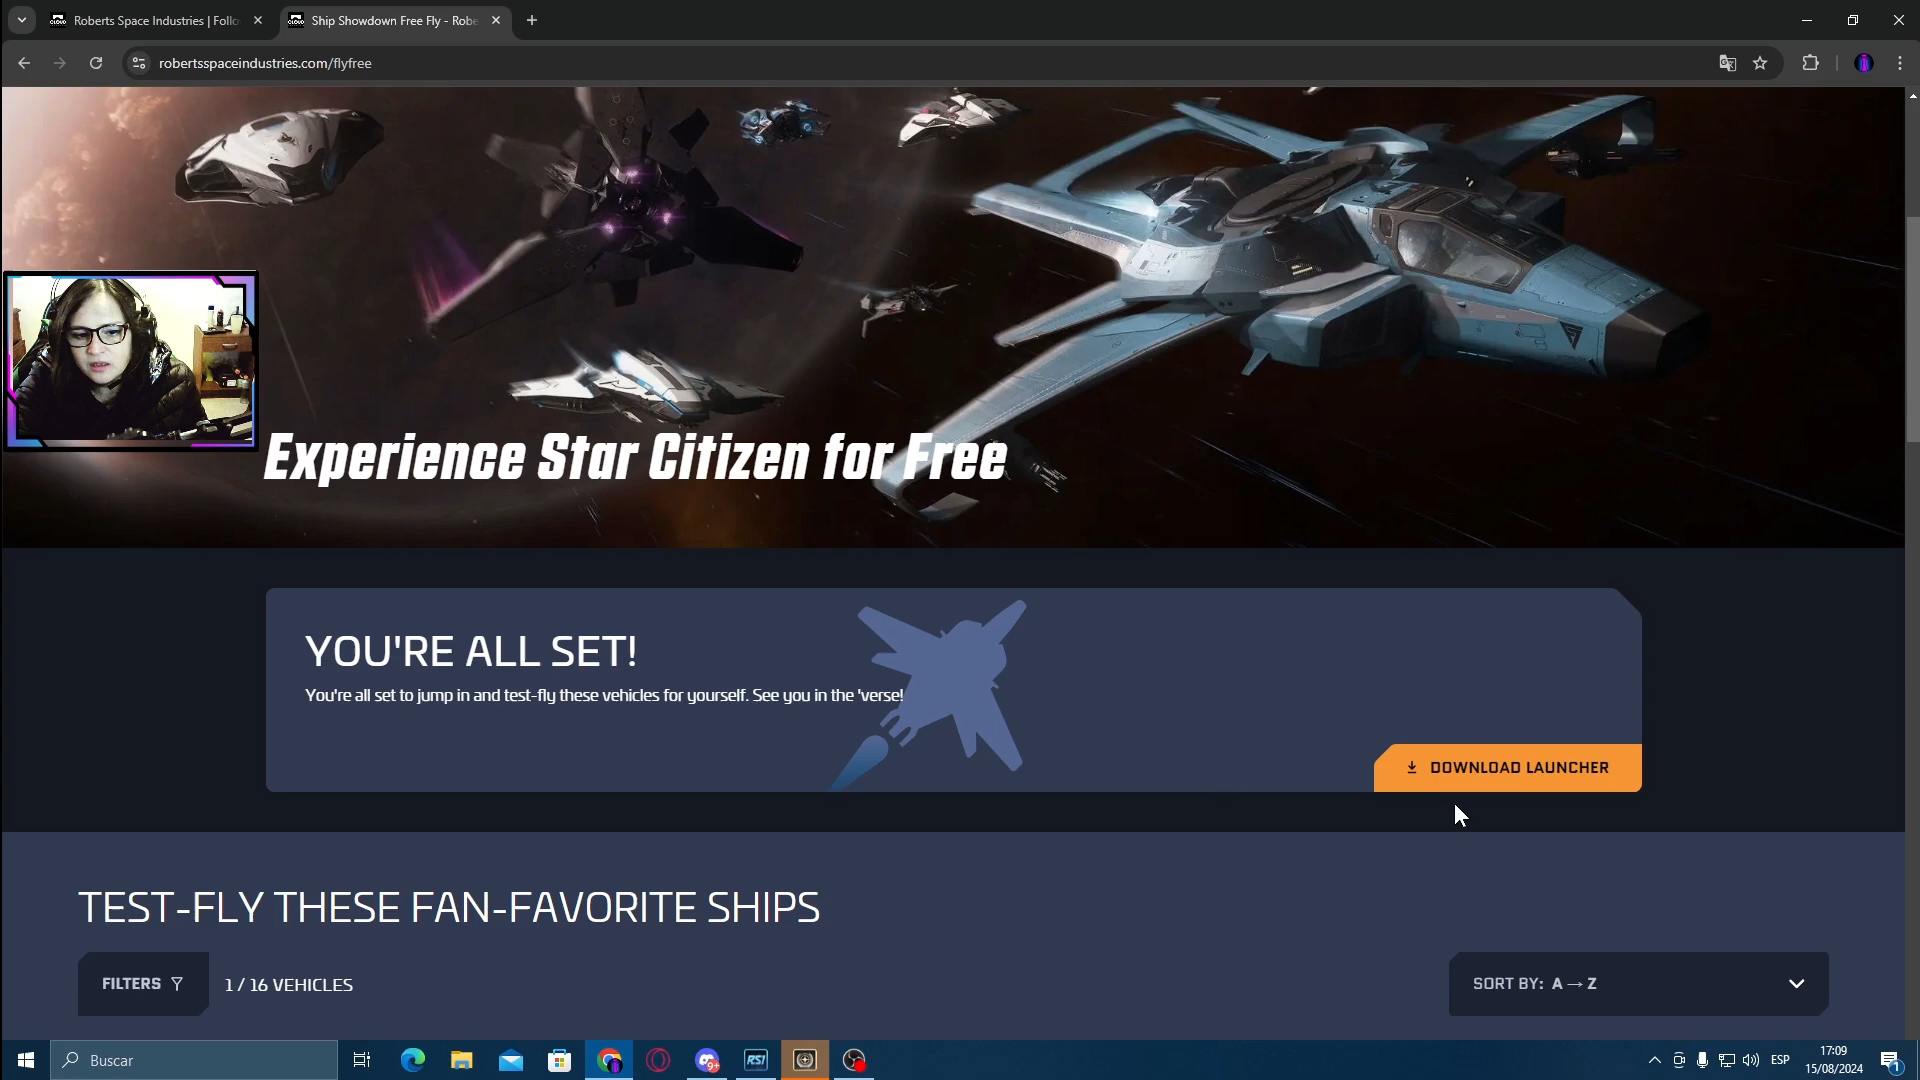 Roberts Space Industries | Follo
Ship Showdown Free Fly - Robe
robertsspaceindustries.com/flyfree
Experience Star Citizen for Free
YOU'RE ALL SET!
You're all set to jump in and test-fly these vehicles for yourself. See you in the 'verse!
DOWNLOAD LAUNCHER
TEST-FLY THESE FAN-FAVORITE SHIPS
FILTERS
1 / 16 VEHICLES
SORT BY: A → Z
Buscar
9+
RSI
ESP
17:09
15/08/2024
1